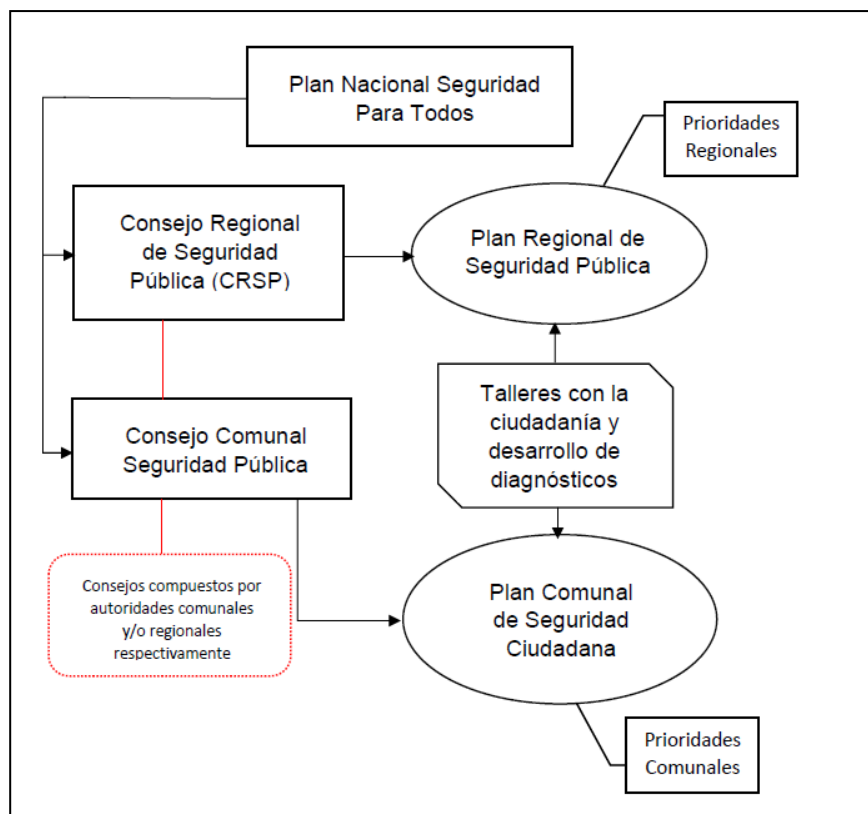 Plan Nacional Seguridad
Para Todos
Prioridades
Regionales
Consejo Regional
de Seguridad
Pública (CRSP)
Plan Regional de
Seguridad Pública
Talleres con la
ciudadanía y
desarrollo de
diagnósticos
Consejo Comunal
Seguridad Pública
Consejos compuestos por
autoridades comunales
y/o regionales
respectivamente
Plan Comunal
de Seguridad
Ciudadana
Prioridades
Comunales